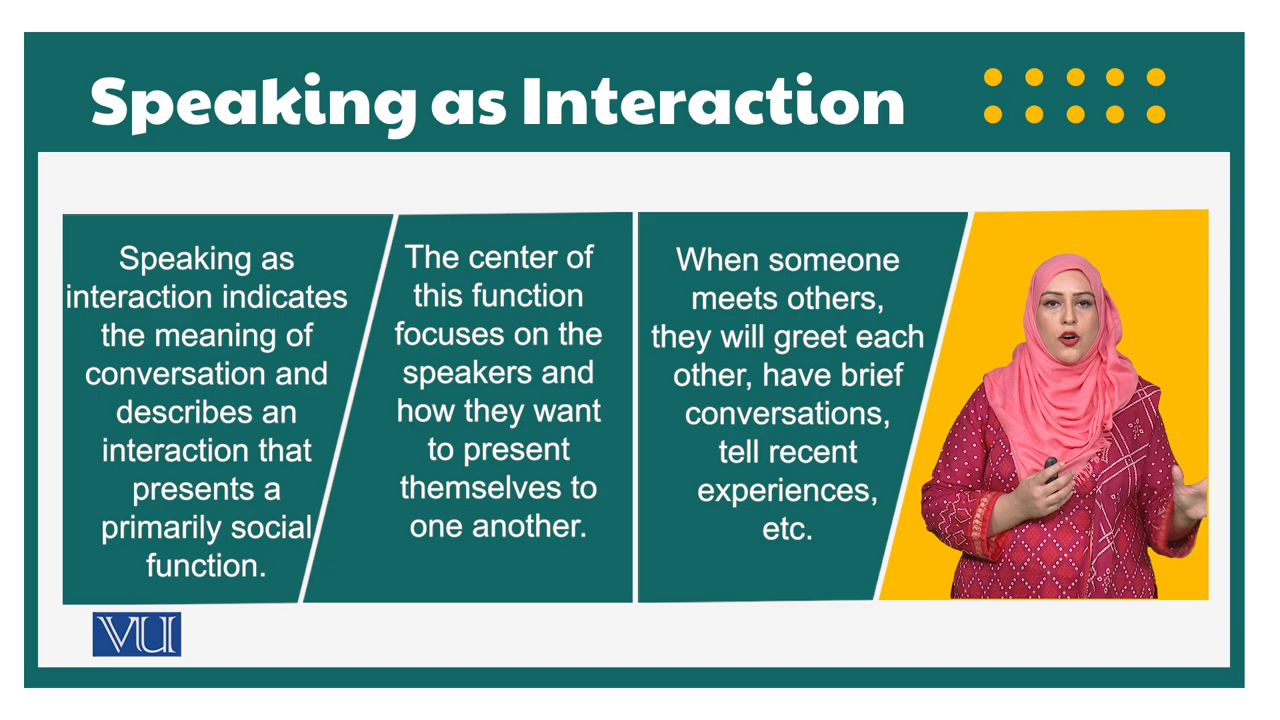 Speaking as Interaction
Speaking as
interaction indicates
the meaning of
conversation and
describes an
interaction that
presents a
primarily social
function.
The center of
this function
focuses on the
speakers and
how they want
to present
themselves to
one another.
When someone
meets others,
they will greet each
other, have brief
conversations,
tell recent
experiences,
etc.
VU